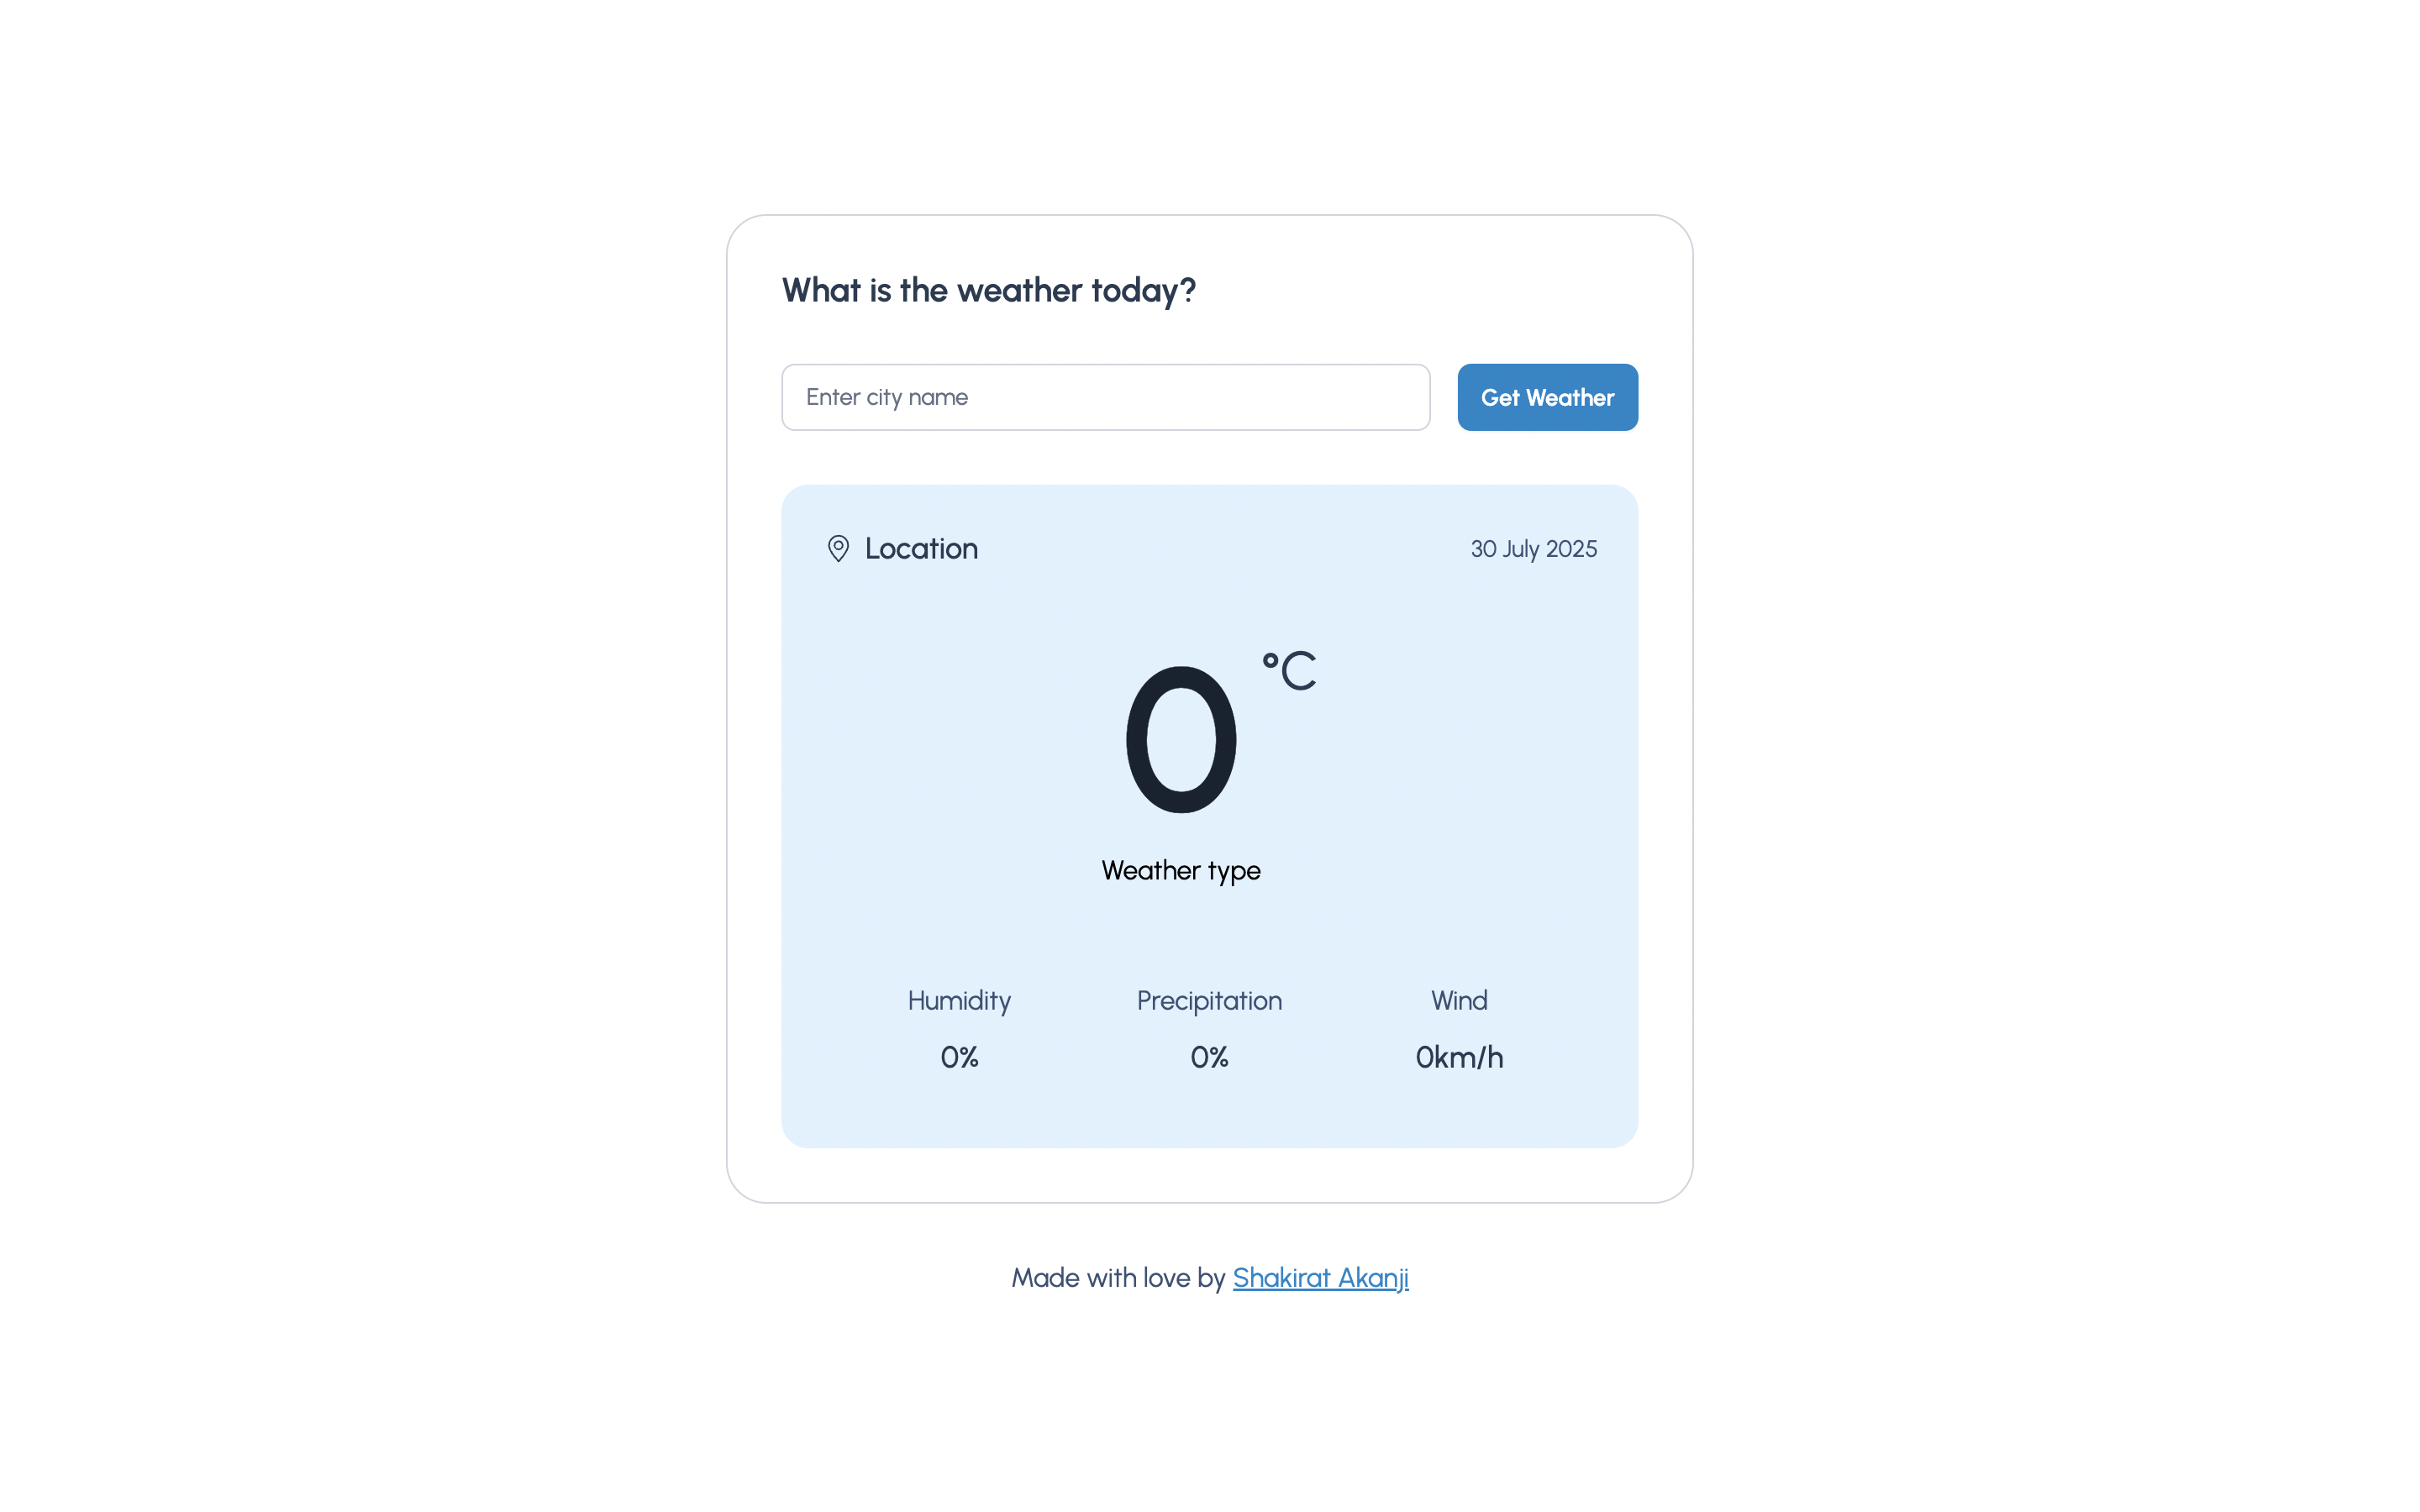 What is the weather today?
Enter city name
Get Weather
Location
30 July 2025
0 °C
Weather type
Humidity
Precipitation
Wind
0%
0%
0km/h
Made with love by Shakirat Akanji